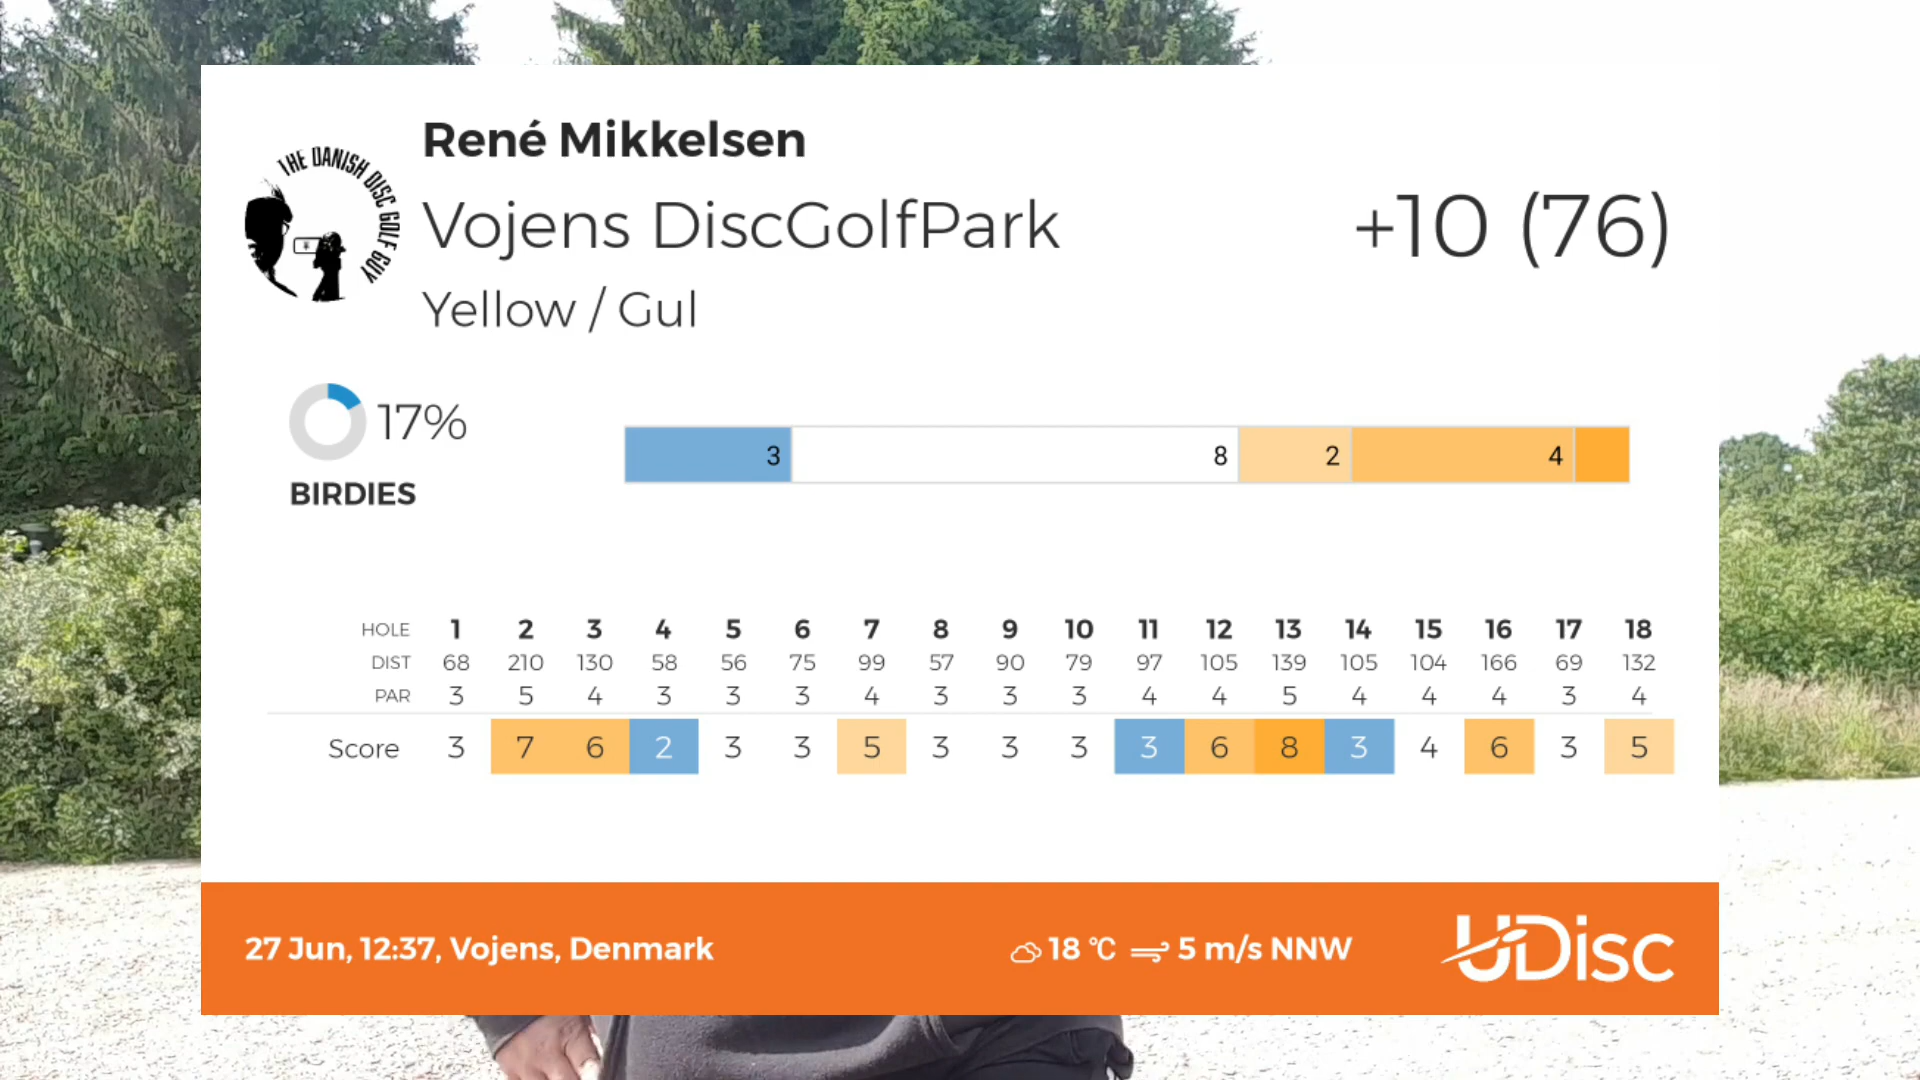 THE DANISH DISC GOLF GUY
René Mikkelsen
Vojens DiscGolfPark
Yellow / Gul
+10 (76)
17%
BIRDIES
3 8 2 4
HOLE 1 2 3 4 5 6 7 8 9 10 11 12 13 14 15 16 17 18
DIST 68 210 130 58 56 75 99 57 90 79 97 105 139 105 104 166 69 132
PAR 3 5 4 3 3 3 4 3 3 3 4 4 5 4 4 4 3 4
Score 3 7 6 2 3 3 5 3 3 3 3 6 8 3 4 6 3 5
27 Jun, 12:37, Vojens, Denmark
18 °C 5 m/s NNW
UDisc